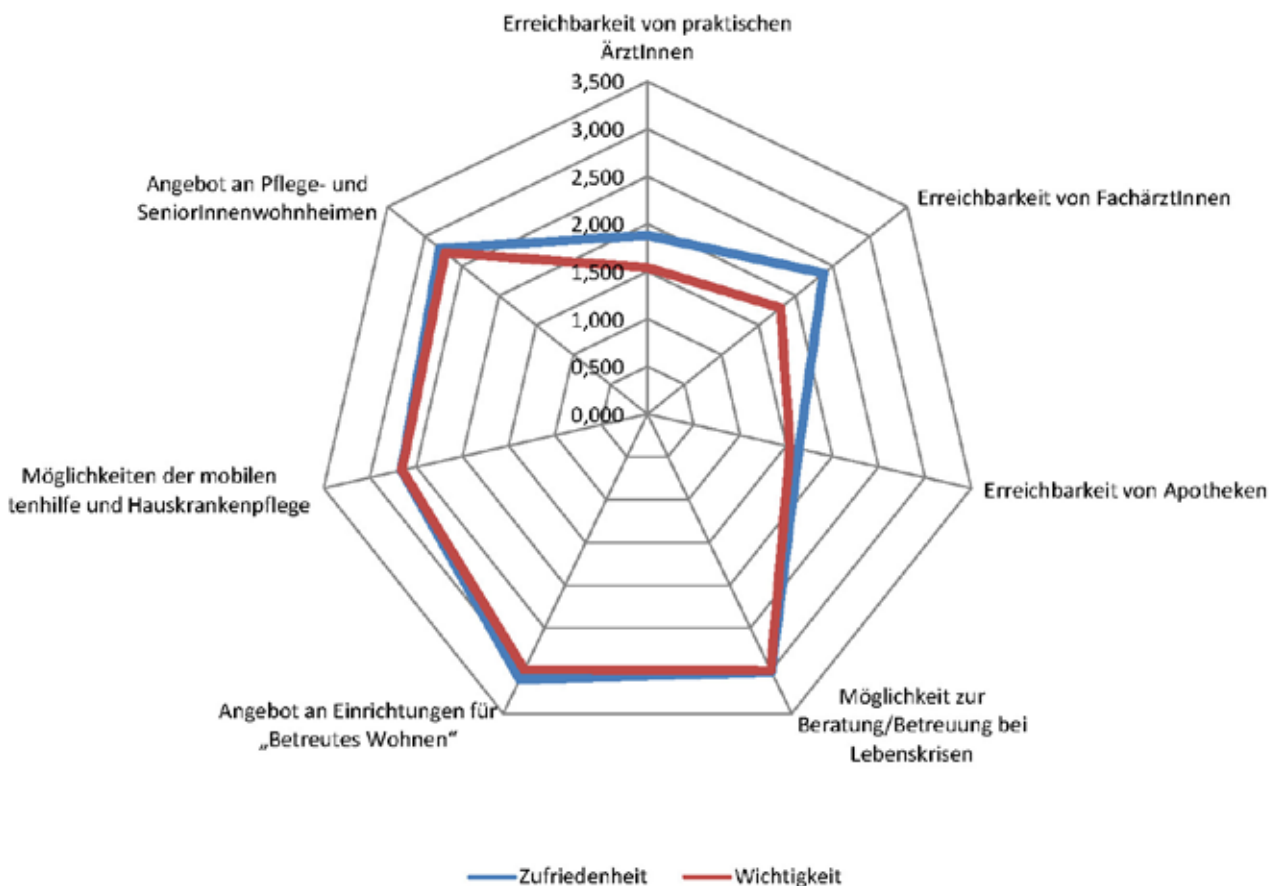 Erreichbarkeit von praktischen
ÄrztInnen
3,500
3,000
2,500
2,000
1,500
1,000
0,500
0,000
Erreichbarkeit von FachärztInnen
Erreichbarkeit von Apotheken
Möglichkeit zur
Beratung/Betreuung bei
Lebenskrisen
Angebot an Einrichtungen für
„Betreutes Wohnen“
Möglichkeiten der mobilen
tenhilfe und Hauskrankenpflege
Angebot an Pflege- und
SeniorInnenwohnheimen
Zufriedenheit
Wichtigkeit